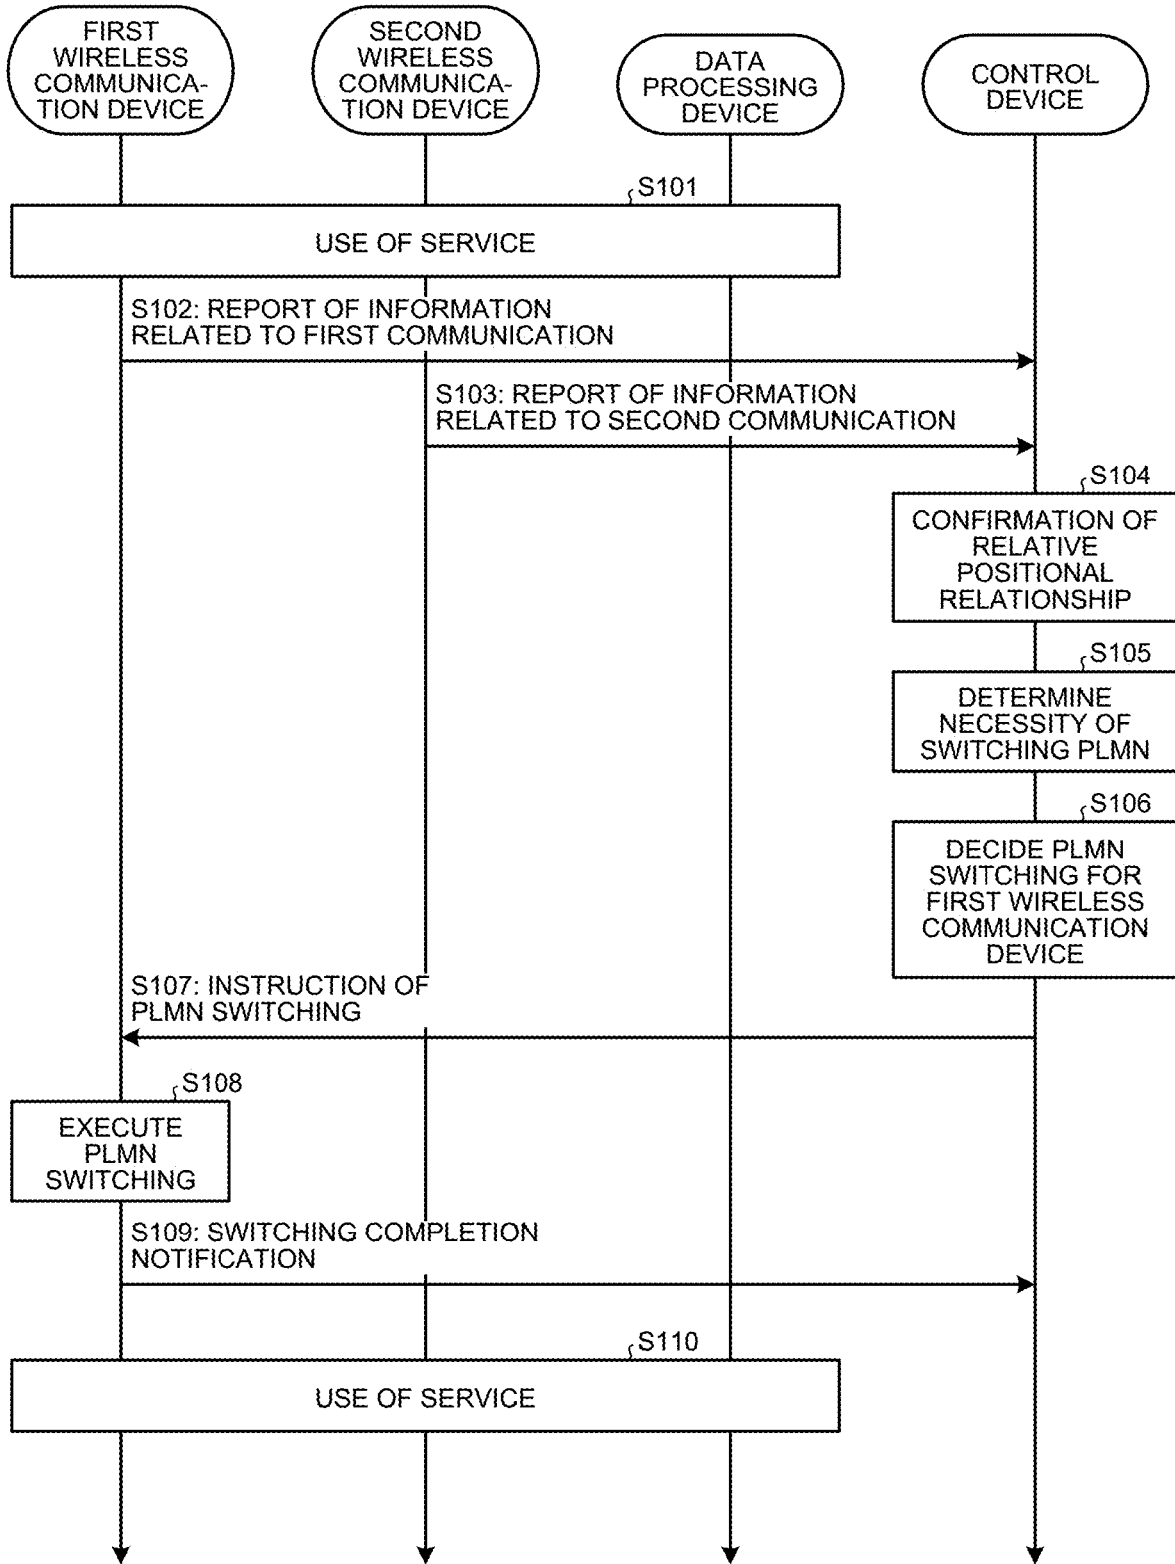 FIRST
WIRELESS
COMMUNICA-
TION DEVICE
SECOND
WIRELESS
COMMUNICA-
TION DEVICE
DATA
PROCESSING
DEVICE
CONTROL
DEVICE
S101
USE OF SERVICE
S102: REPORT OF INFORMATION
RELATED TO FIRST COMMUNICATION
S103: REPORT OF INFORMATION
RELATED TO SECOND COMMUNICATION
S104
CONFIRMATION OF
RELATIVE
POSITIONAL
RELATIONSHIP
S105
DETERMINE
NECESSITY OF
SWITCHING PLMN
S106
DECIDE PLMN
SWITCHING FOR
FIRST WIRELESS
COMMUNICATION
DEVICE
S107: INSTRUCTION OF
PLMN SWITCHING
S108
EXECUTE
PLMN
SWITCHING
S109: SWITCHING COMPLETION
NOTIFICATION
S110
USE OF SERVICE